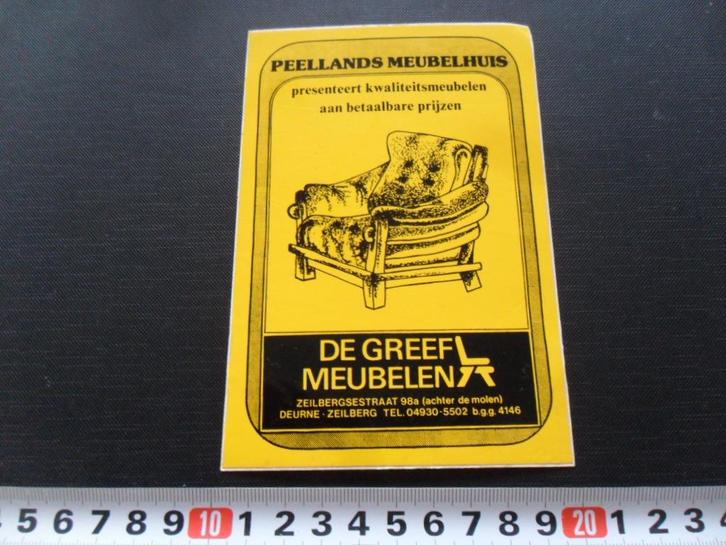 PEELLANDS MEUBELHUIS
presenteert kwaliteitsmeubelen
aan betaalbare prijzen
DE GREEF
MEUBELEN
ZEILBERGSESTRAAT 98a (achter de molen)
DEURNE - ZEILBERG TEL. 04930-5502 b.g.g. 4146
5 6 7 8 9 10 1 2 3 4 5 6 7 8 9 20 1 2 3